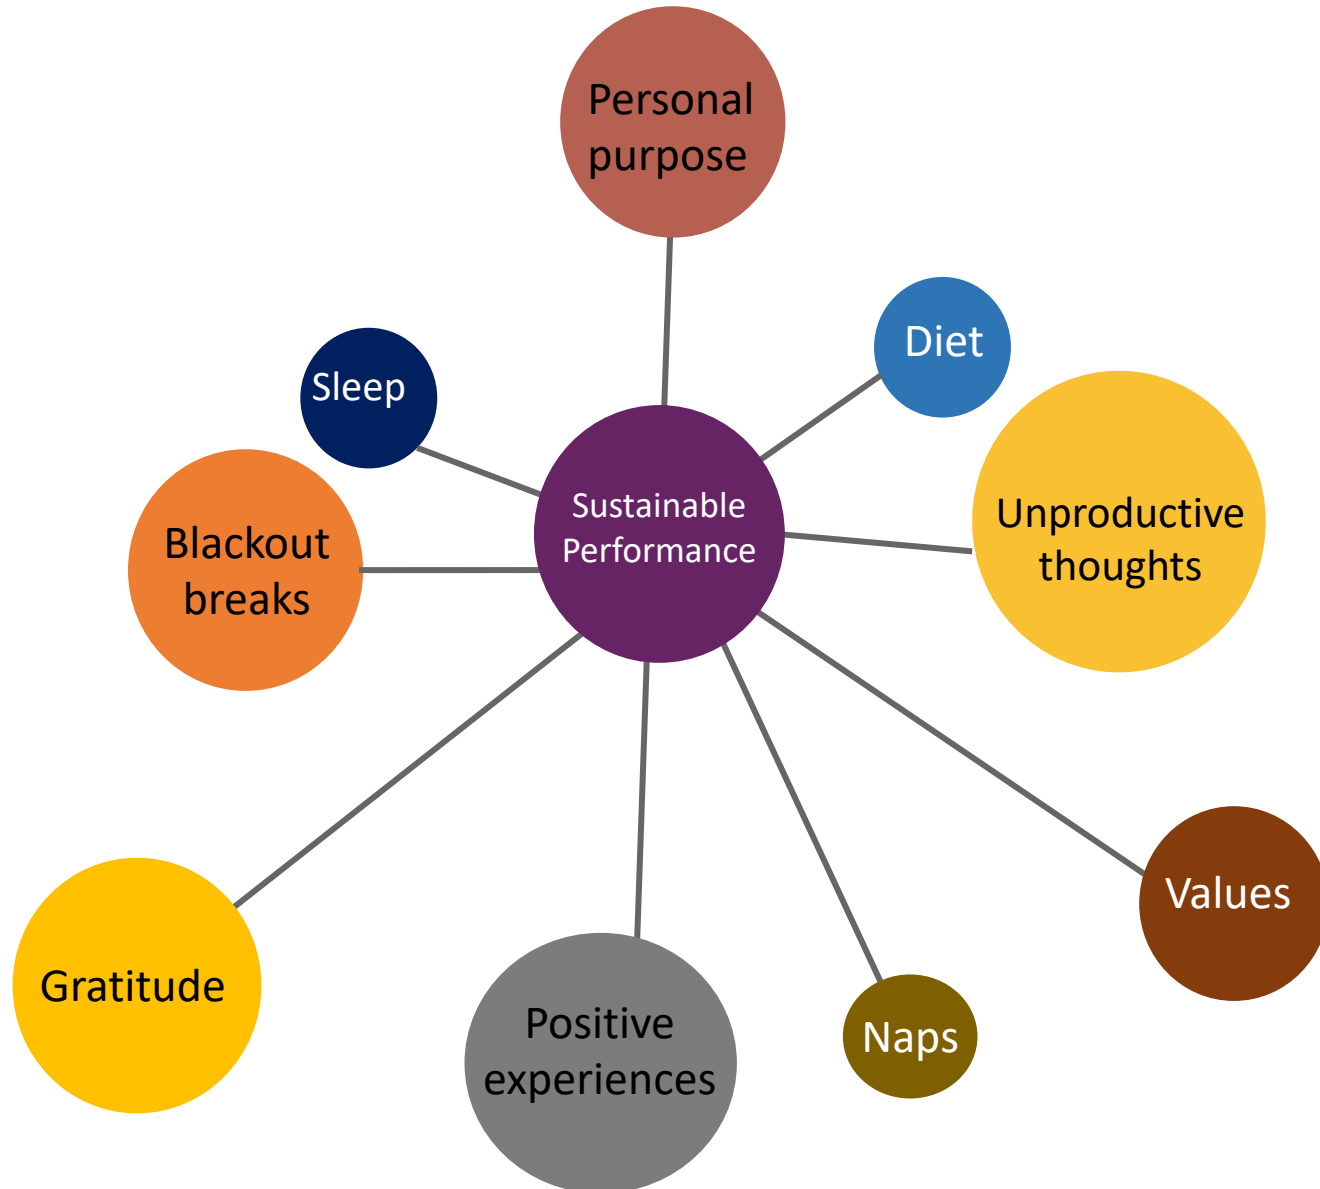 Personal
purpose
Diet
Sleep
Sustainable
Performance
Unproductive
thoughts
Blackout
breaks
Values
Gratitude
Positive
experiences
Naps